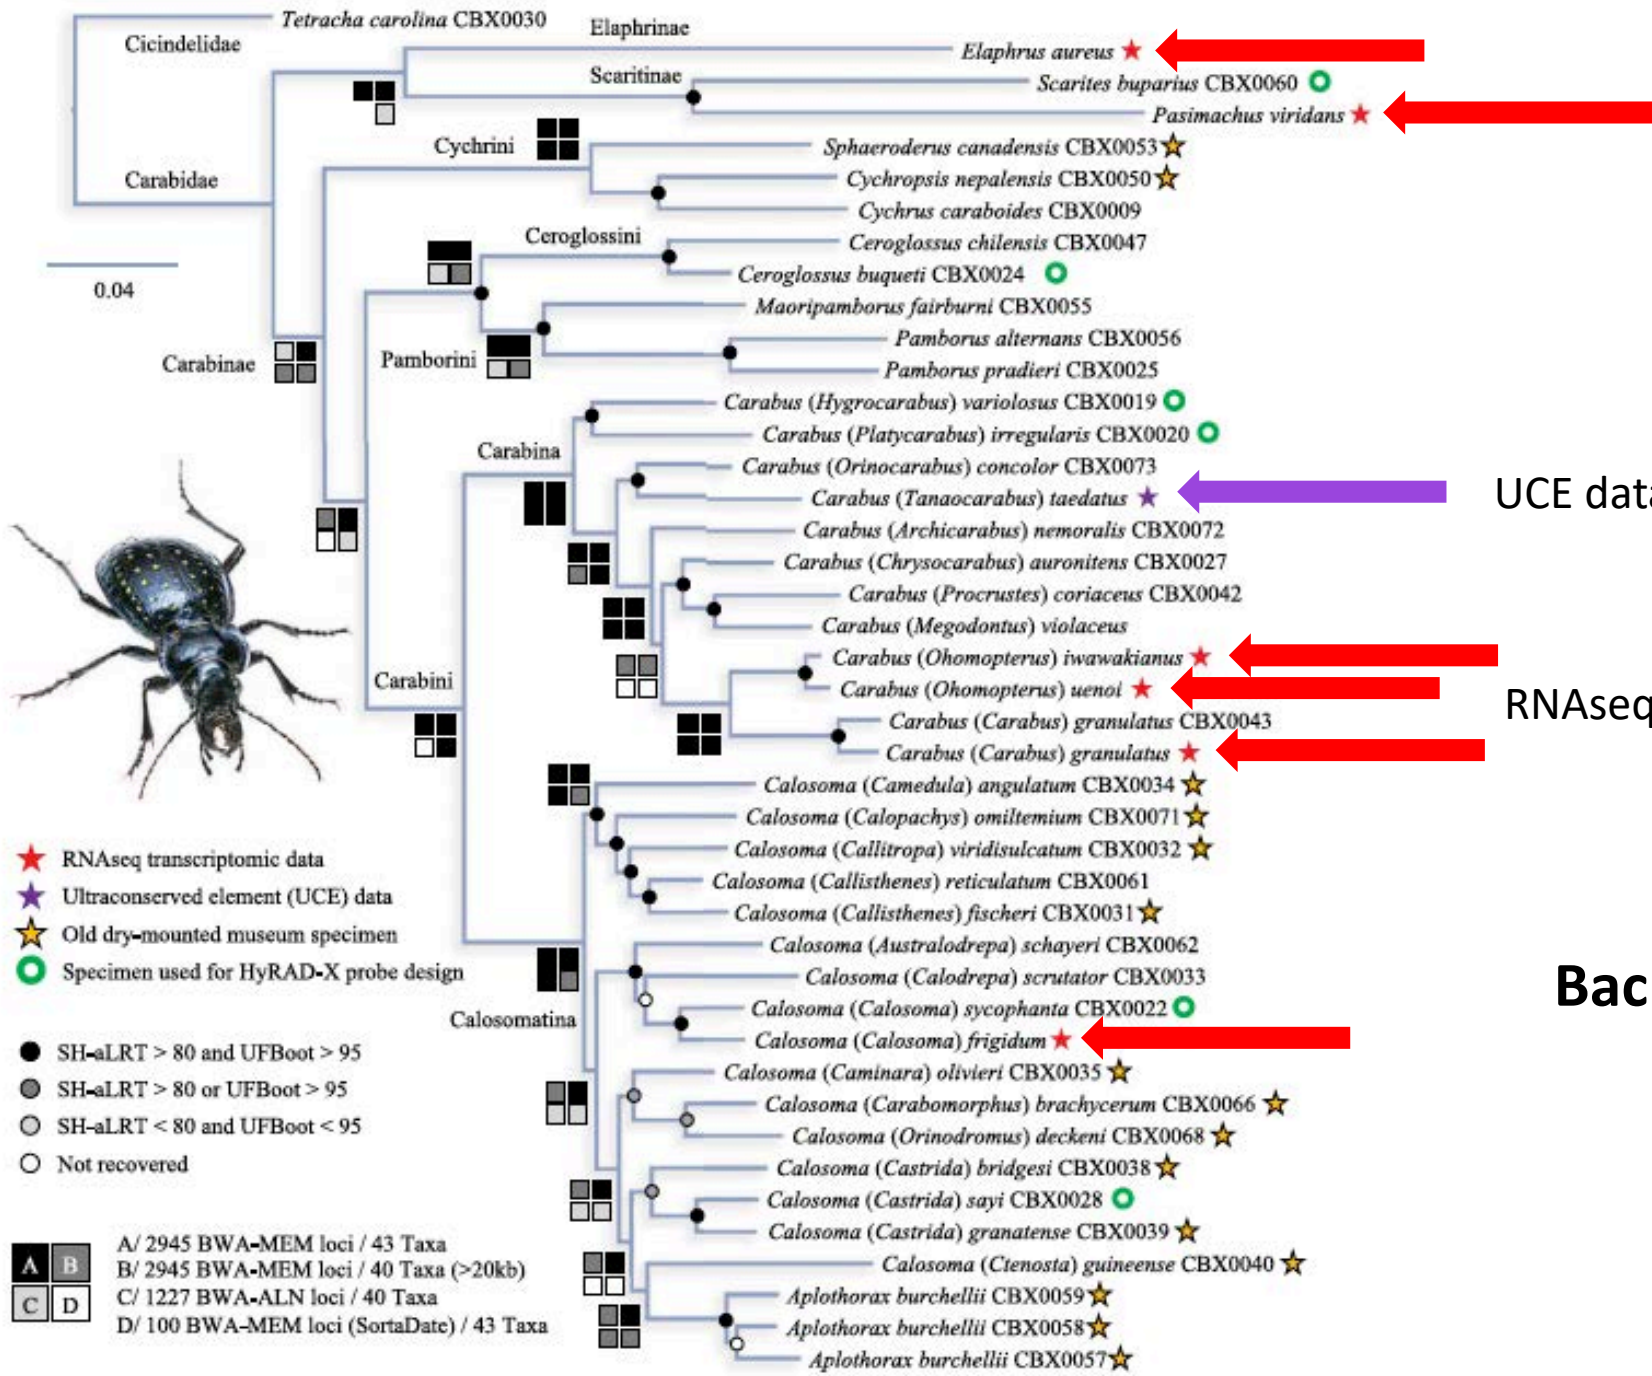 Tetracha carolina CBX0030
Cicindelidae
Elaphrinae
Elaphrus aureus
Scaritinae
Scarites buparius CBX0060
Pasimachus viridans
Cychrini
Sphaeroderus canadensis CBX0053
Carabidae
Cychropsis nepalensis CBX0050
Cychrus caraboides CBX0009
Ceroglossini
Ceroglossus chilensis CBX0047
Ceroglossus buqueti CBX0024
0.04
Maoripamborus fairburni CBX0055
Pamborus alternans CBX0056
Carabinae
Pamborini
Pamborus pradieri CBX0025
Carabus (Hygrocarabus) variolosus CBX0019
Carabus (Platycarabus) irregularis CBX0020
Carabina
Carabus (Orinocarabus) concolor CBX0073
Carabus (Tanaocarabus) taedatus
UCE data
Carabus (Archicarabus) nemoralis CBX0072
Carabus (Chrysocarabus) auronitens CBX0027
Carabus (Procrustes) coriaceus CBX0042
Carabus (Megodontus) violaceus
Carabus (Ohomopterus) iwawakianus
Carabini
Carabus (Ohomopterus) uenoi
RNAseq
Carabus (Carabus) granulatus CBX0043
Carabus (Carabus) granulatus
Calosoma (Camedula) angulatum CBX0034
Calosoma (Calopachys) omiltemium CBX0071
Calosoma (Callitropa) viridisulcatum CBX0032
Calosoma (Callisthenes) reticulatum CBX0061
Calosoma (Callisthenes) fischeri CBX0031
Calosoma (Australodrepa) schayeri CBX0062
Calosoma (Calodrepa) scrutator CBX0033
Bac
Calosoma (Calosoma) sycophanta CBX0022
Calosomatina
Calosoma (Calosoma) frigidum
Calosoma (Caminara) olivieri CBX0035
Calosoma (Carabomorphus) brachycerum CBX0066
Calosoma (Orinodromus) deckeni CBX0068
Calosoma (Castrida) bridgesi CBX0038
Calosoma (Castrida) sayi CBX0028
Calosoma (Castrida) granatense CBX0039
Calosoma (Ctenosta) guineense CBX0040
Aplothorax burchellii CBX0059
Aplothorax burchellii CBX0058
Aplothorax burchellii CBX0057
RNAseq transcriptomic data
Ultraconserved element (UCE) data
Old dry-mounted museum specimen
Specimen used for HyRAD-X probe design
SH-aLRT > 80 and UFBoot > 95
SH-aLRT > 80 or UFBoot > 95
SH-aLRT < 80 and UFBoot < 95
Not recovered
A B
C D
A/ 2945 BWA-MEM loci / 43 Taxa
B/ 2945 BWA-MEM loci / 40 Taxa (>20kb)
C/ 1227 BWA-ALN loci / 40 Taxa
D/ 100 BWA-MEM loci (SortaDate) / 43 Taxa